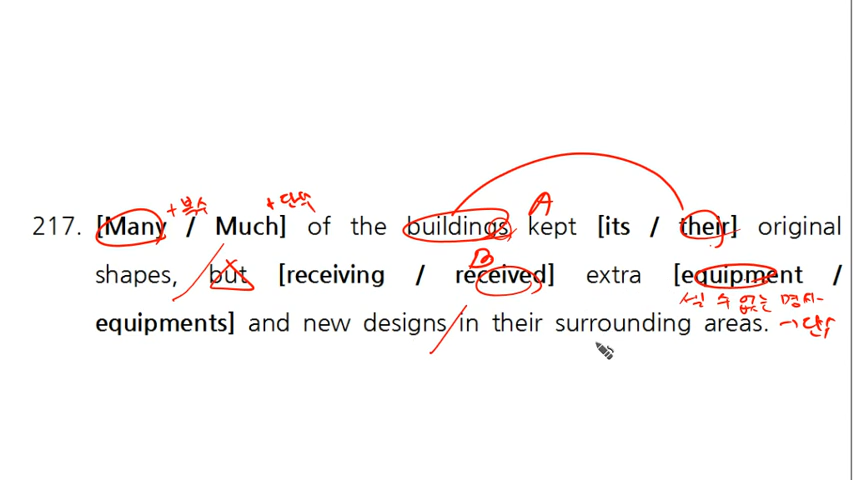 A
+복수 +단수
217. [Many / Much] of the buildings kept [its / their] original
B
shapes, but [receiving / received] extra [equipment /
셀 수 없는 명사
equipments] and new designs in their surrounding areas. →단수